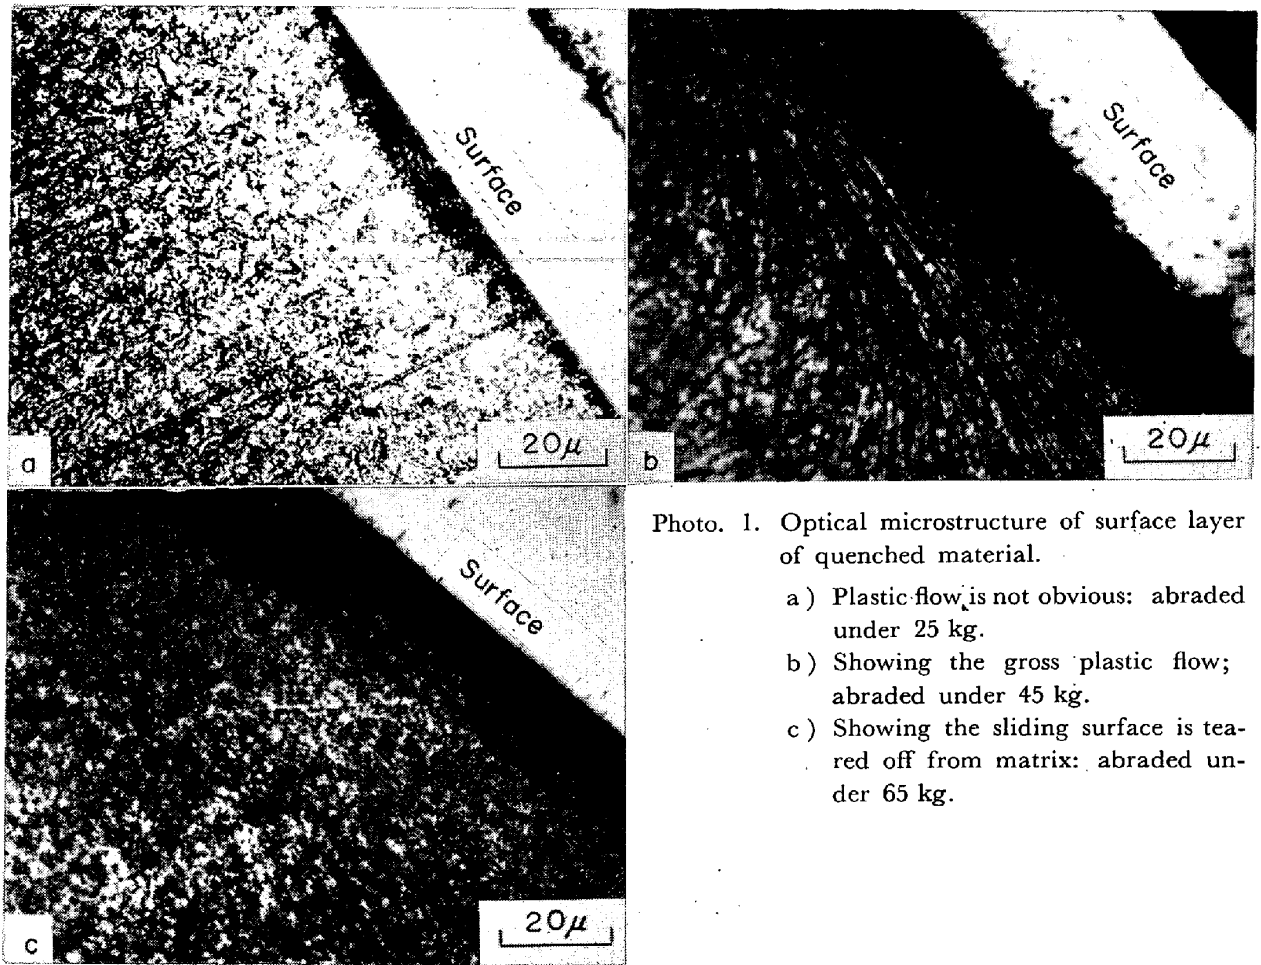 Surface
20μ
a
Surface
20μ
b
Surface
20μ
c
Photo. 1. Optical microstructure of surface layer
of quenched material.
a) Plastic flow is not obvious: abraded
under 25 kg.
b) Showing the gross plastic flow;
abraded under 45 kg.
c) Showing the sliding surface is tea-
red off from matrix: abraded un-
der 65 kg.